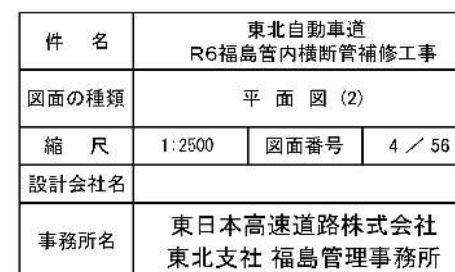 件 名 東北自動車道
R6福島管内横断管補修工事
図面の種類 平 面 図 (2)
縮 尺 1:2500 図面番号 4 / 56
設計会社名
事務所名 東日本高速道路株式会社
東北支社 福島管理事務所